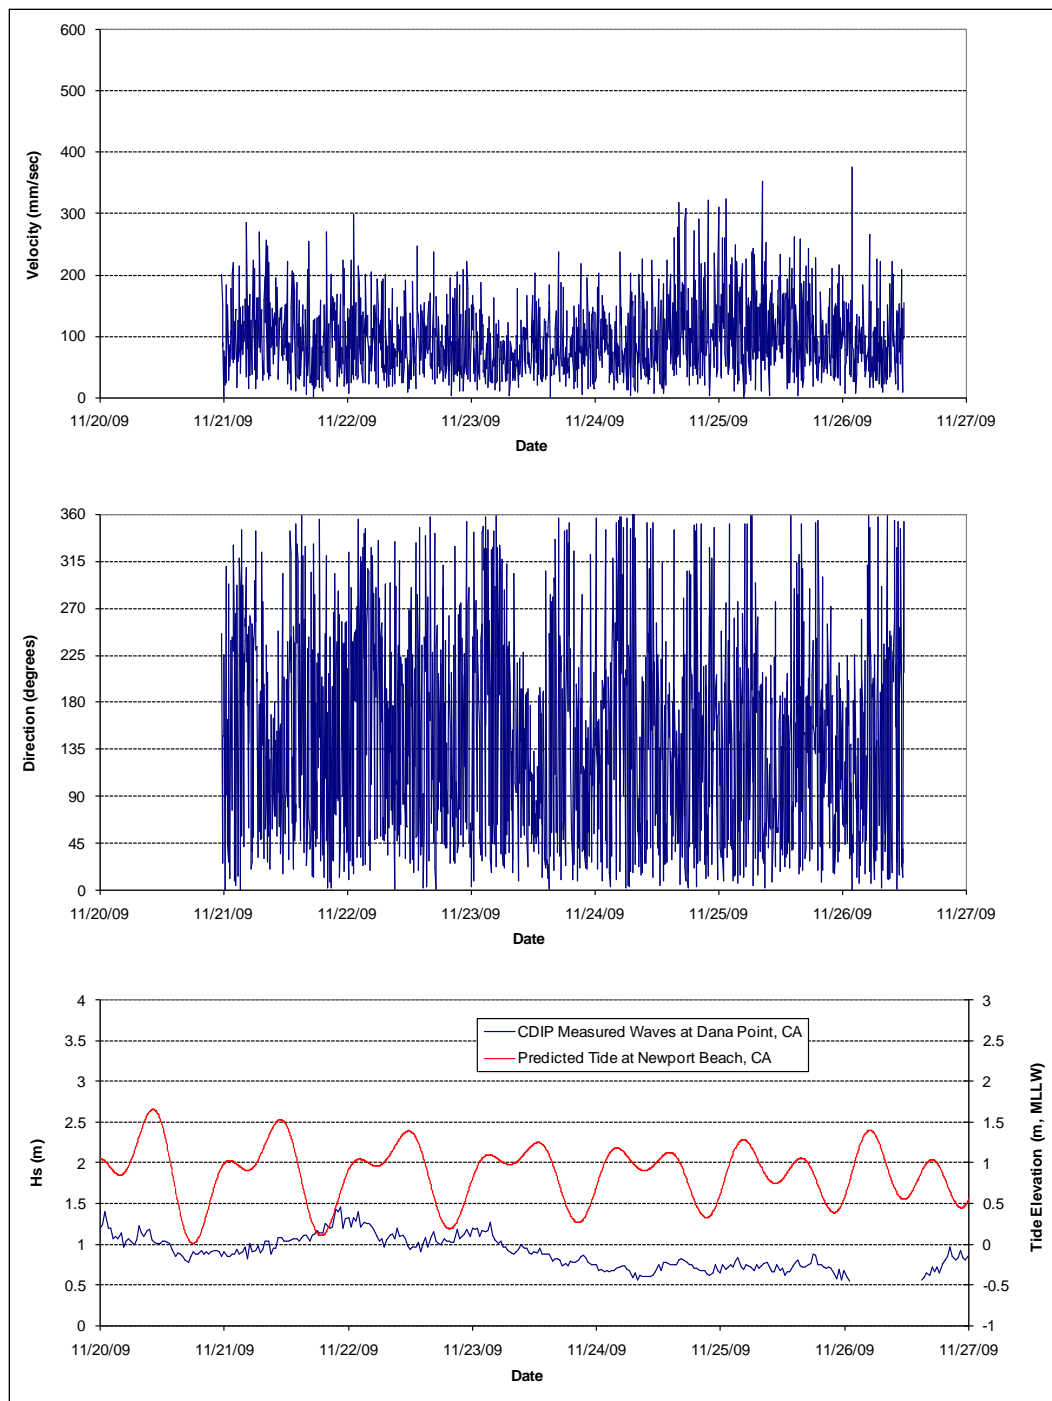 600
500
400
300
200
100
0
Velocity (mm/sec)
11/20/09 11/21/09 11/22/09 11/23/09 11/24/09 11/25/09 11/26/09 11/27/09
Date
360
315
270
225
180
135
90
45
0
Direction (degrees)
11/20/09 11/21/09 11/22/09 11/23/09 11/24/09 11/25/09 11/26/09 11/27/09
Date
4
3.5
3
2.5
2
1.5
1
0.5
0
Hs (m)
CDIP Measured Waves at Dana Point, CA
Predicted Tide at Newport Beach, CA
3
2.5
2
1.5
1
0.5
0
-0.5
-1
Tide Elevation (m, MLLW)
11/20/09 11/21/09 11/22/09 11/23/09 11/24/09 11/25/09 11/26/09 11/27/09
Date